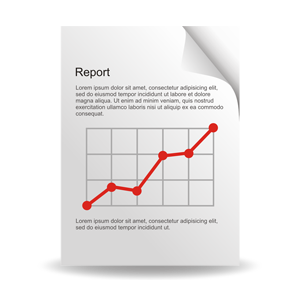 Report
Lorem ipsum dolor sit amet, consectetur adipiscing
elit, sed do eiusmod tempor incididunt ut labore et
dolore magna aliqua. Ut enim ad minim veniam, quis
nostrud exercitation ullamco laboris nisi ut aliquip ex ea commodo
consequat.
Lorem ipsum dolor sit amet, consectetur adipiscing
elit, sed do eiusmod tempor incididunt ut.